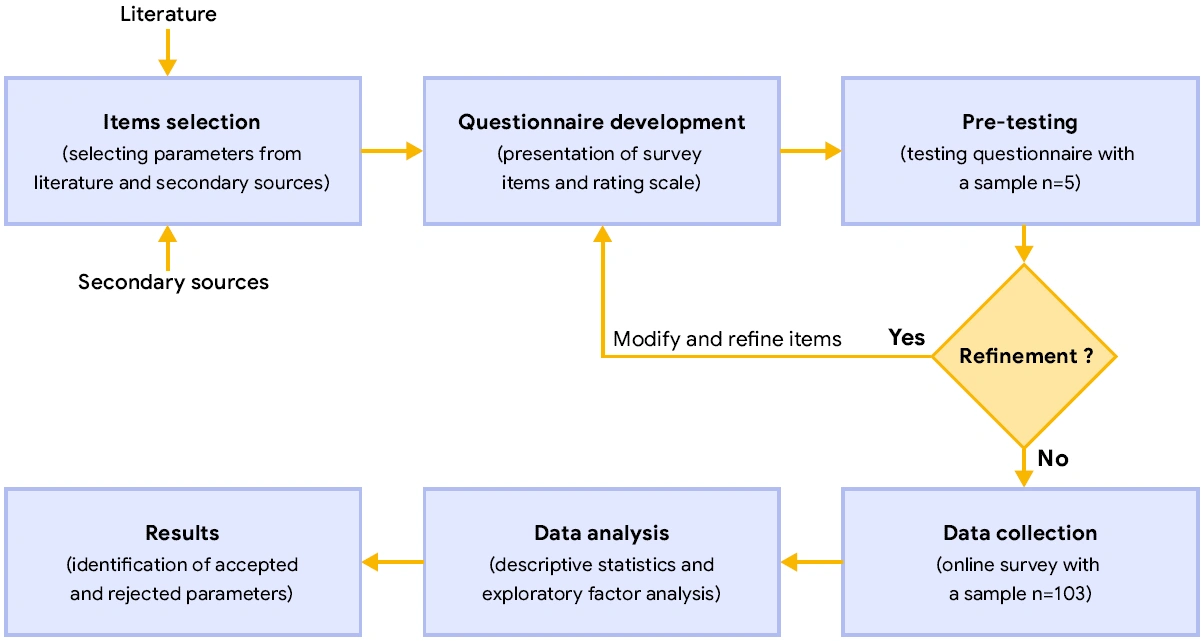 Literature
Items selection
(selecting parameters from
literature and secondary sources)
Secondary sources
Questionnaire development
(presentation of survey
items and rating scale)
Pre-testing
(testing questionnaire with
a sample n=5)
Refinement ?
Yes
Modify and refine items
No
Data collection
(online survey with
a sample n=103)
Data analysis
(descriptive statistics and
exploratory factor analysis)
Results
(identification of accepted
and rejected parameters)